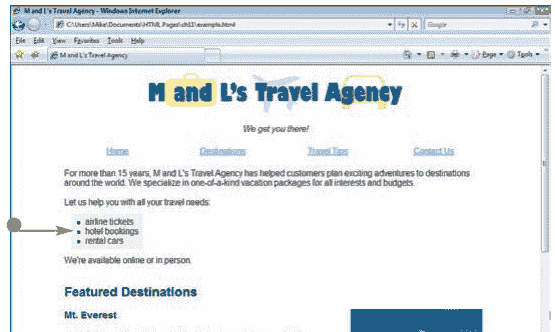 M and L's Travel Agency - Windows Internet Explorer
C:\Users\Mike\Documents\HTML Pages\ch11\example.html
Google
File Edit View Favorites Tools Help
M and L's Travel Agency
Page Tools
M and L's Travel Agency
We get you there!
Home Destinations Travel Tips Contact Us
For more than 15 years, M and L's Travel Agency has helped customers plan exciting adventures to destinations
around the world. We specialize in one-of-a-kind vacation packages for all interests and budgets.
Let us help you with all your travel needs:
• airline tickets
• hotel bookings
• rental cars
We're available online or in person.
Featured Destinations
Mt. Everest